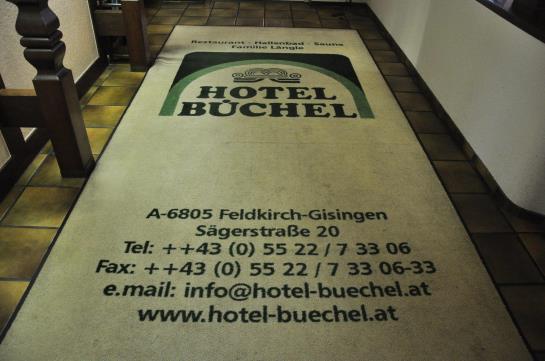 Restaurant - Hallenbad - Sauna
Familie Längle
HOTEL
BÜCHEL
A-6805 Feldkirch-Gisingen
Sägerstraße 20
Tel: ++43 (0) 55 22 / 7 33 06
Fax: ++43 (0) 55 22 / 7 33 06-33
e.mail: info@hotel-buechel.at
www.hotel-buechel.at